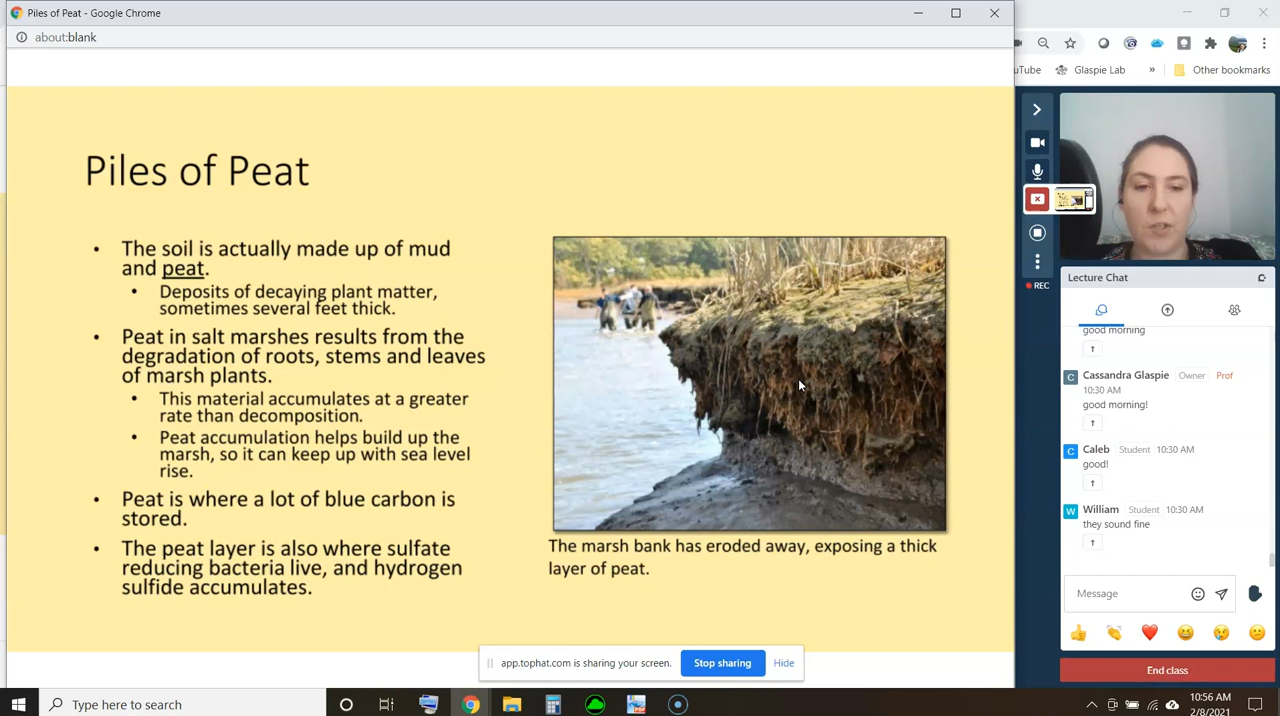 Piles of Peat - Google Chrome
about:blank
uTube
Glaspie Lab
»
Other bookmarks
Piles of Peat
• The soil is actually made up of mud
and peat.
• Deposits of decaying plant matter,
sometimes several feet thick.
• Peat in salt marshes results from the
degradation of roots, stems and leaves
of marsh plants.
• This material accumulates at a greater
rate than decomposition.
• Peat accumulation helps build up the
marsh, so it can keep up with sea level
rise.
• Peat is where a lot of blue carbon is
stored.
• The peat layer is also where sulfate
reducing bacteria live, and hydrogen
sulfide accumulates.
The marsh bank has eroded away, exposing a thick
layer of peat.
REC
Lecture Chat
good morning
C Cassandra Glaspie Owner Prof
10:30 AM
good morning!
C Caleb Student 10:30 AM
good!
W William Student 10:30 AM
they sound fine
Message
End class
app.tophat.com is sharing your screen.
Stop sharing
Hide
Type here to search
10:56 AM
2/8/2021